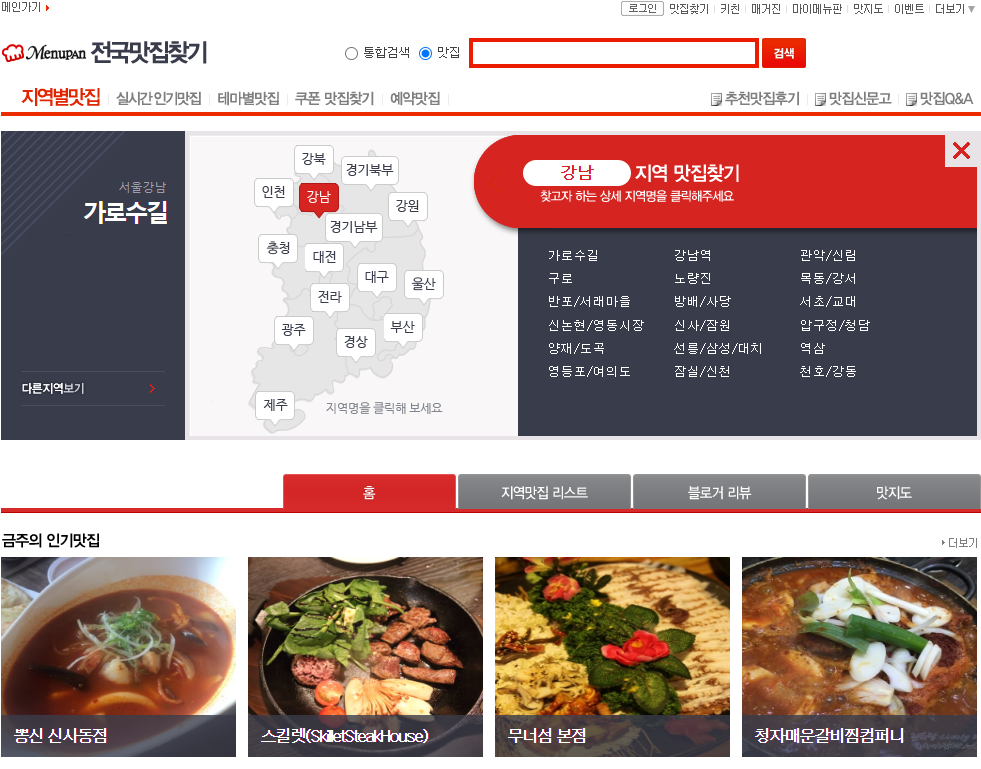 메인가기
로그인 맛집찾기 키친 매거진 마이메뉴판 맛지도 이벤트 더보기
MENUPAN 전국맛집찾기
통합검색 맛집 검색
지역별맛집 실시간 인기맛집 테마별맛집 쿠폰 맛집찾기 예약맛집
추천맛집후기 맛집신문고 맛집Q&A
서울강남
가로수길
다른지역보기
강북
경기북부
인천
강남
강원
경기남부
충청
대전
대구
울산
전라
광주
부산
경상
제주
지역명을 클릭해 보세요
강남 지역 맛집찾기
찾고자 하는 상세 지역명을 클릭해주세요
가로수길 강남역 관악/신림
구로 노량진 목동/강서
반포/서래마을 방배/사당 서초/교대
신논현/영동시장 신사/잠원 압구정/청담
양재/도곡 선릉/삼성/대치 역삼
영등포/여의도 잠실/신천 천호/강동
홈 지역맛집 리스트 블로거 리뷰 맛지도
금주의 인기맛집
더보기
뽕신 신사동점
스킬렛(SkilletSteakHouse)
무너섬 본점
청자매운갈비찜컴퍼니